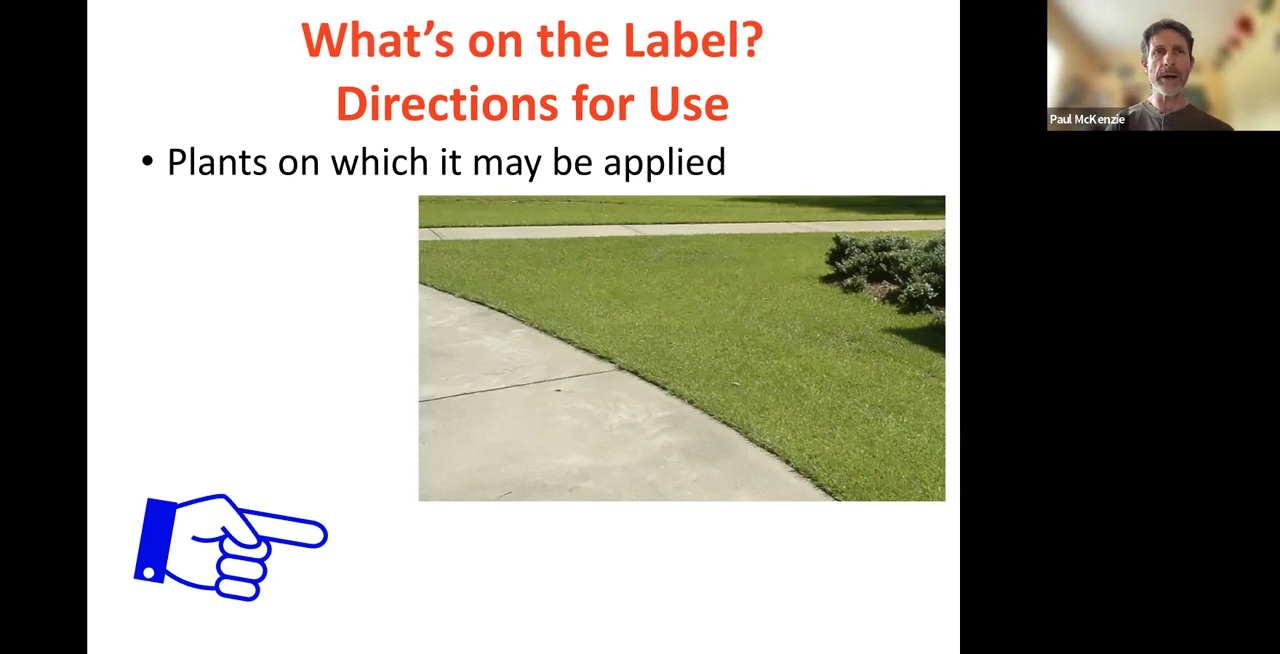 What’s on the Label?
Directions for Use
• Plants on which it may be applied
Paul McKenzie